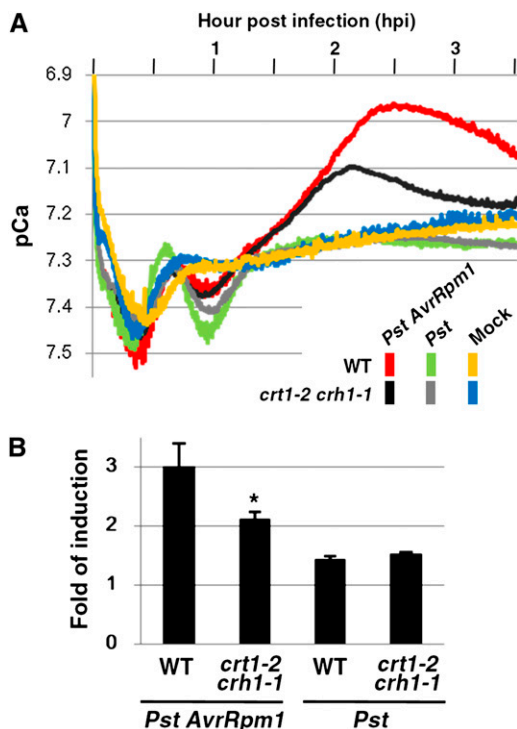 A
Hour post infection (hpi)
1 2 3
6.9
7
7.1
7.2
7.3
7.4
7.5
pCa
Pst AvrRpm1
Pst
Mock
WT
crt1-2 crh1-1
B
Fold of induction
3
2
1
0
*
WT crt1-2 WT crt1-2
crh1-1 crh1-1
Pst AvrRpm1 Pst